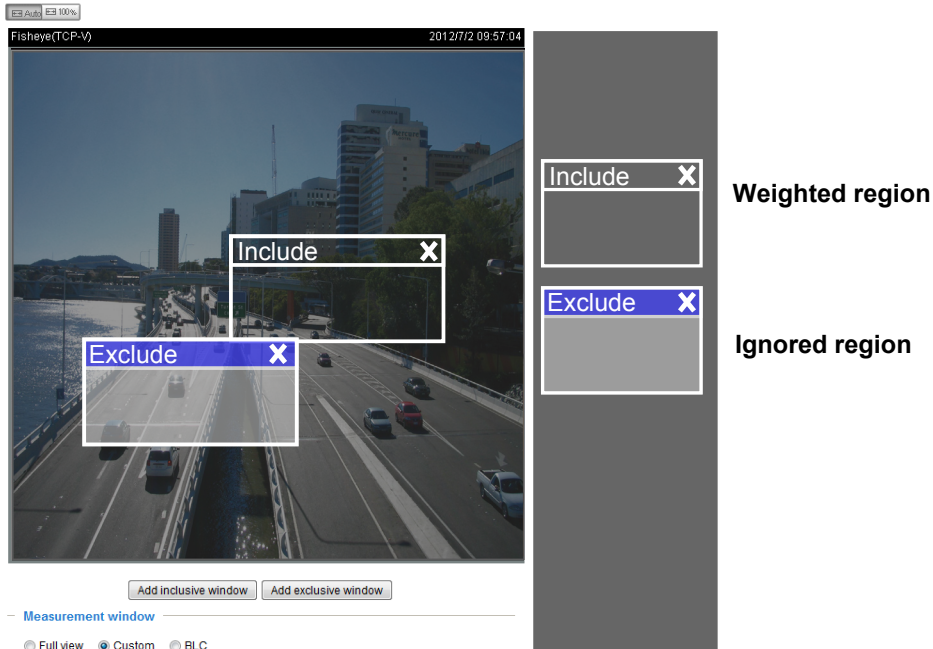 Auto 100%
Fisheye(TCP-V) 2012/7/2 09:57:04
Include
Weighted region
Include
Exclude
Ignored region
Exclude
Add inclusive window Add exclusive window
Measurement window
Full view Custom BLC